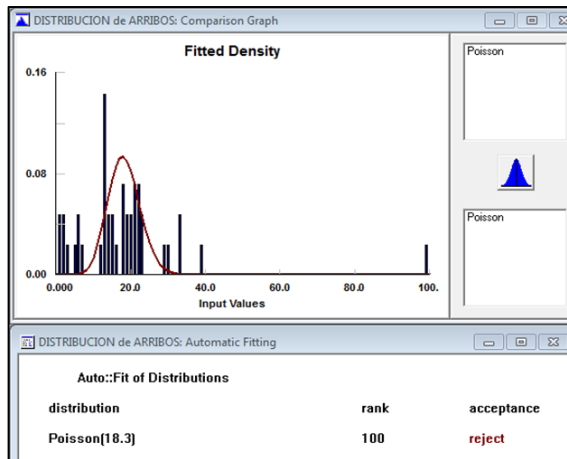 DISTRIBUCION de ARRIBOS: Comparison Graph
Fitted Density
0.16
0.08
0.00
0.000
20.0
40.0
60.0
80.0
100.
Input Values
Poisson
Poisson
DISTRIBUCION de ARRIBOS: Automatic Fitting
Auto::Fit of Distributions
distribution rank acceptance
Poisson(18.3) 100 reject